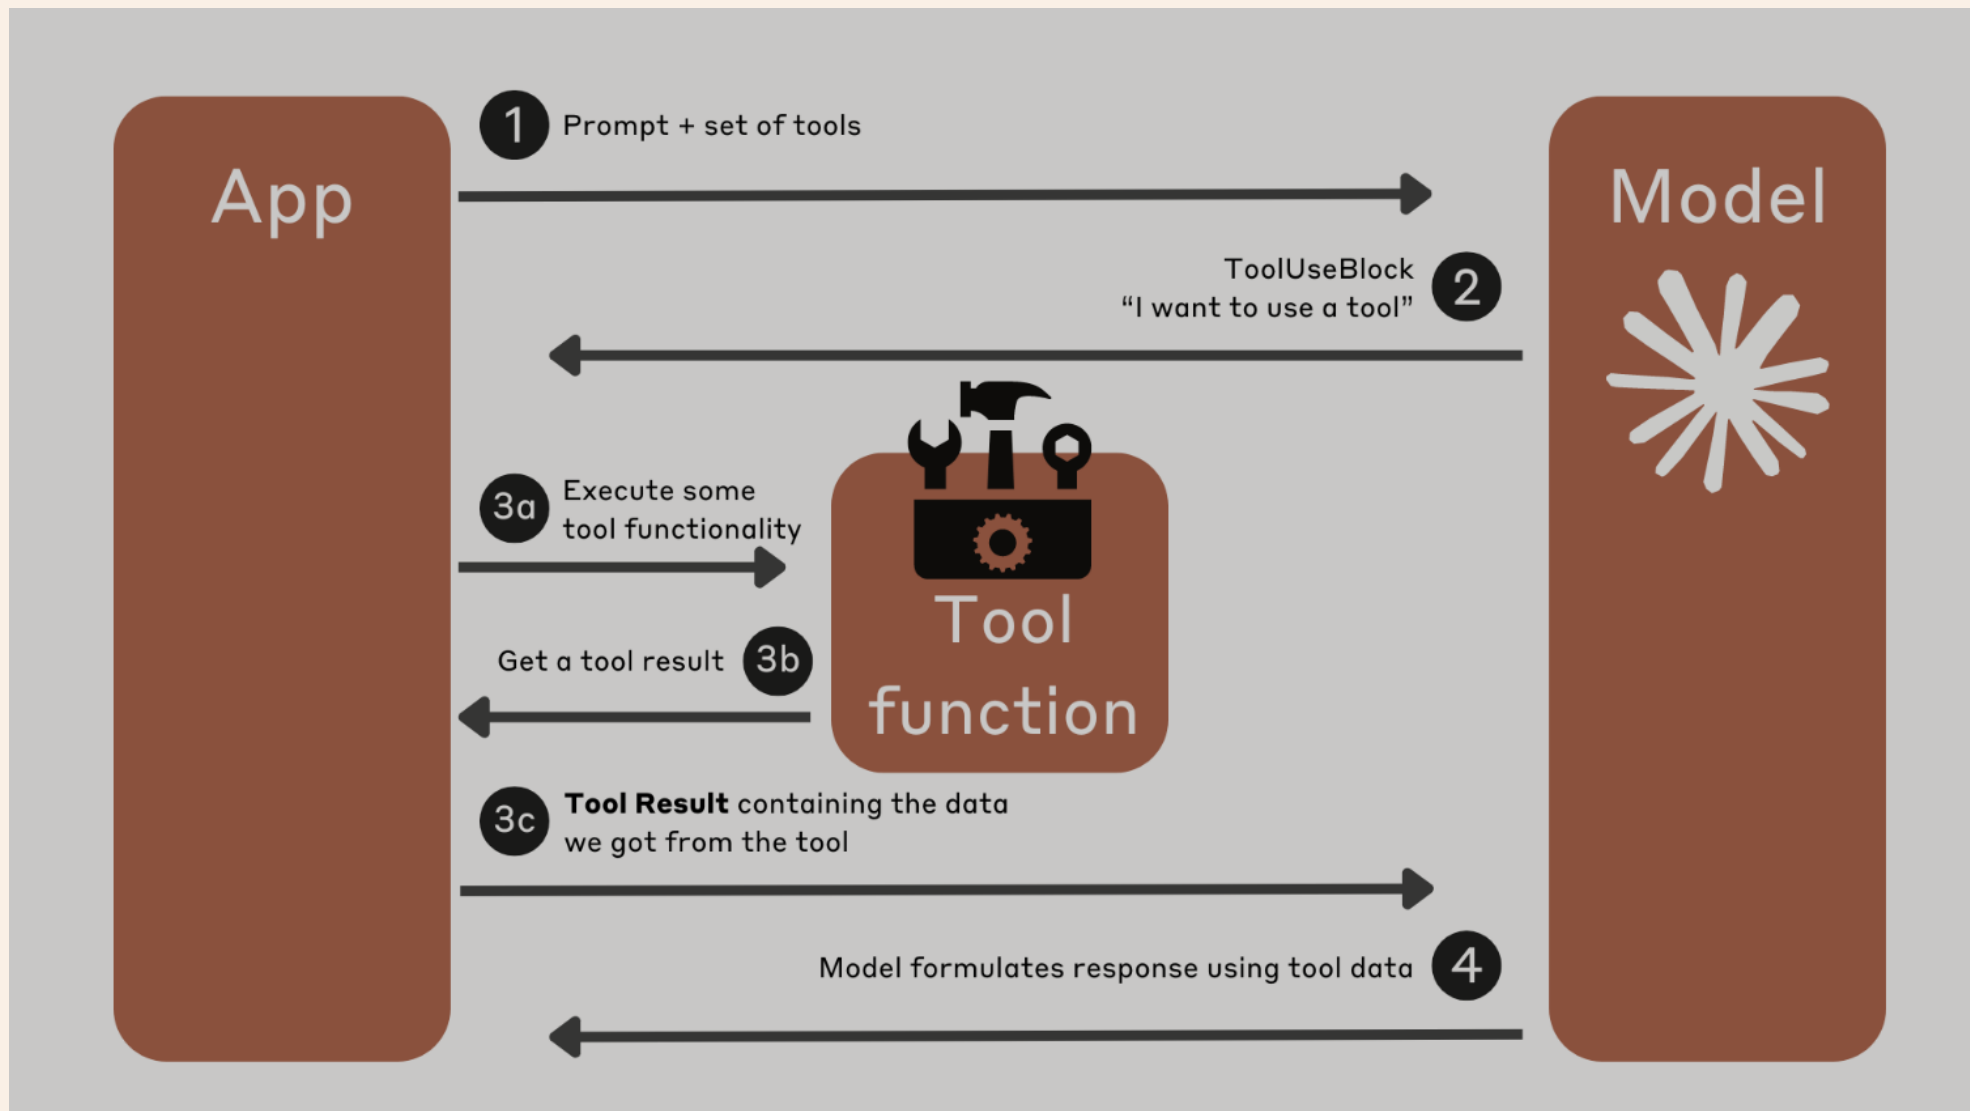 App
Model
1
Prompt + set of tools
ToolUseBlock
“I want to use a tool”
2
3a
Execute some
tool functionality
Get a tool result
3b
Tool
function
3c
Tool Result containing the data
we got from the tool
Model formulates response using tool data
4